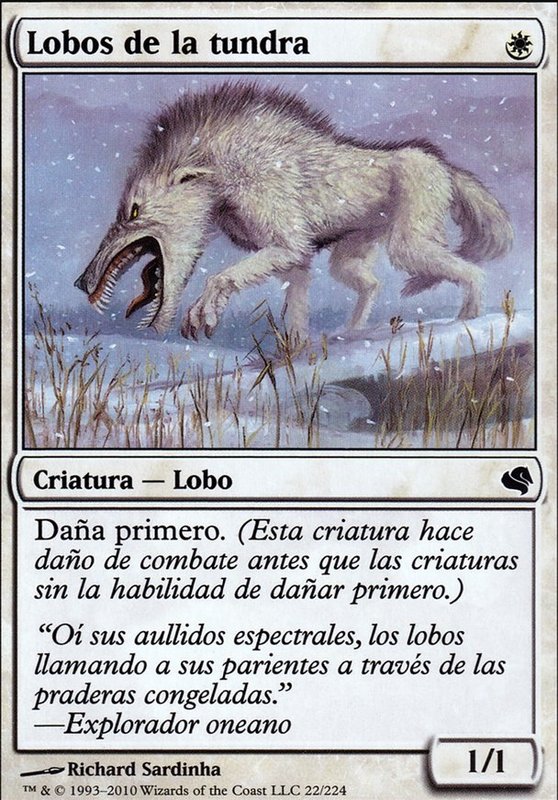 Lobos de la tundra
Criatura — Lobo
Daña primero. (Esta criatura hace
daño de combate antes que las criaturas
sin la habilidad de dañar primero.)
“Oí sus aullidos espectrales, los lobos
llamando a sus parientes a través de las
praderas congeladas.”
—Explorador oneano
1/1
Richard Sardinha
™ & © 1993–2010 Wizards of the Coast LLC 22/224